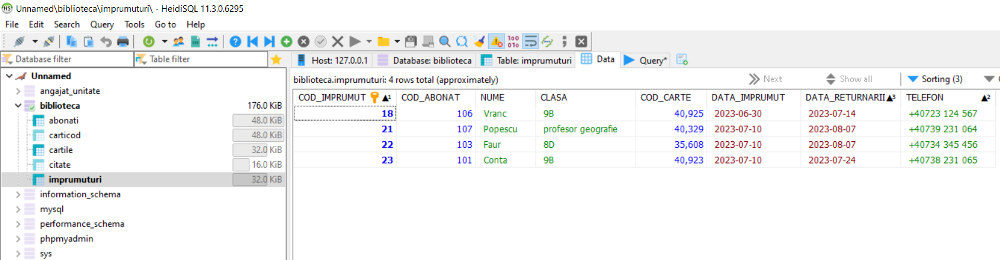 Unnamed\biblioteca\imprumuturi\ - HeidiSQL 11.3.0.6295
File Edit Search Query Tools Go to Help
Database filter Table filter
Host: 127.0.0.1 Database: biblioteca Table: imprumuturi Data Query*
biblioteca.imprumuturi: 4 rows total (approximately) Next Show all Sorting (3)
Unnamed
angajat_unitate
biblioteca 176.0 KiB
abonati 48.0 KiB
carticod 48.0 KiB
cartile 32.0 KiB
citate 16.0 KiB
imprumuturi 32.0 KiB
information_schema
mysql
performance_schema
phpmyadmin
sys
COD_IMPRUMUT 1 COD_ABONAT NUME CLASA COD_CARTE DATA_IMPRUMUT DATA_RETURNARII 3 TELEFON 2
18 106 Vranc 9B 40,925 2023-06-30 2023-07-14 +40723 124 567
21 107 Popescu profesor geografie 40,329 2023-07-10 2023-08-07 +40739 231 064
22 103 Faur 8D 35,608 2023-07-10 2023-08-07 +40734 345 456
23 101 Conta 9B 40,923 2023-07-10 2023-07-24 +40738 231 065